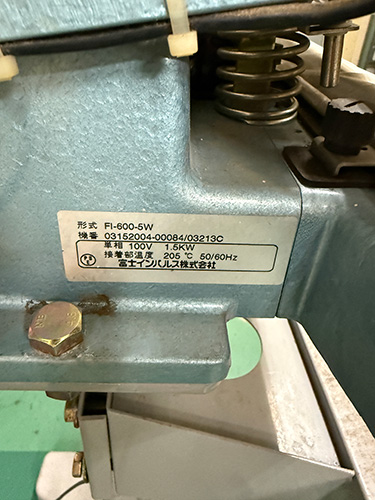 形式 FI-600-5W
機番 03152004-00084/03213C
単相 100V 1.5KW
接着部温度 205 ℃ 50/60Hz
富士インパルス株式会社